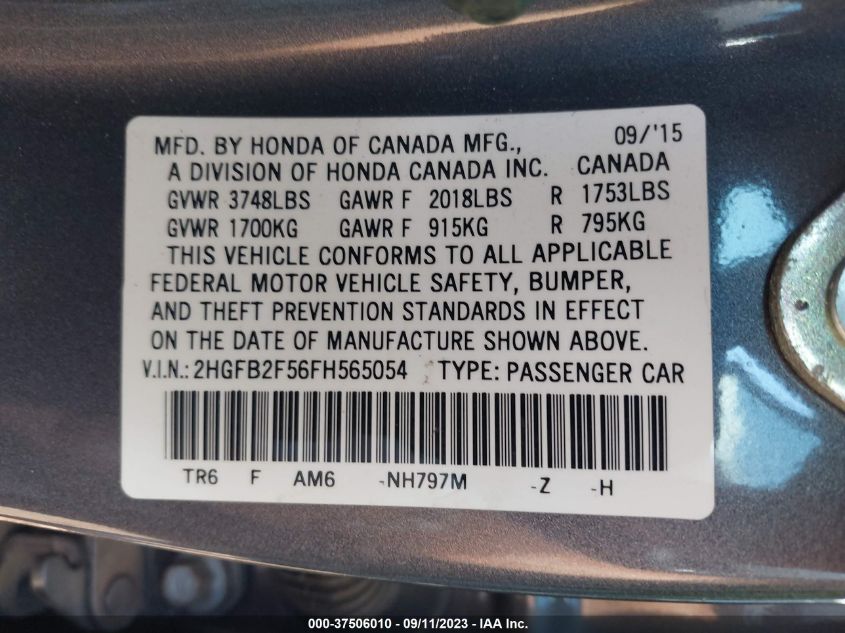 MFD. BY HONDA OF CANADA MFG., 09/'15
A DIVISION OF HONDA CANADA INC. CANADA
GVWR 3748LBS GAWR F 2018LBS R 1753LBS
GVWR 1700KG GAWR F 915KG R 795KG
THIS VEHICLE CONFORMS TO ALL APPLICABLE
FEDERAL MOTOR VEHICLE SAFETY, BUMPER,
AND THEFT PREVENTION STANDARDS IN EFFECT
ON THE DATE OF MANUFACTURE SHOWN ABOVE.
V.I.N.: 2HGFB2F56FH565054 TYPE: PASSENGER CAR
TR6 F AM6 -NH797M -Z -H
000-37506010 - 09/11/2023 - IAA Inc.